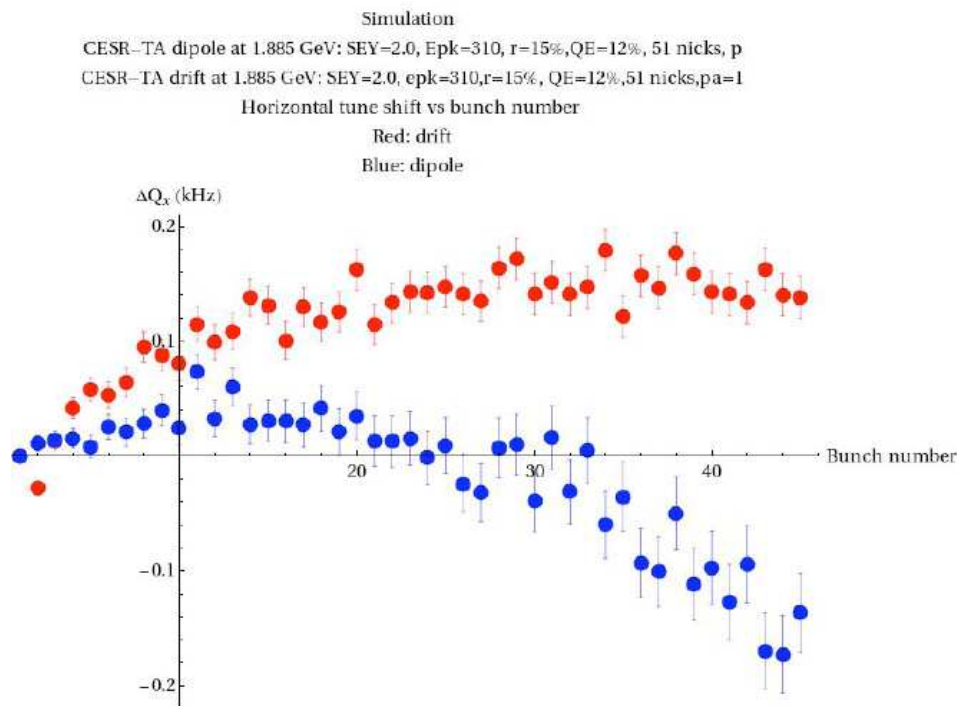 Simulation
CESR–TA dipole at 1.885 GeV: SEY=2.0, Epk=310, r=15%,QE=12%, 51 nicks, p
CESR–TA drift at 1.885 GeV: SEY=2.0, epk=310,r=15%, QE=12%,51 nicks,pa=1
Horizontal tune shift vs bunch number
Red: drift
Blue: dipole
ΔQx (kHz)
0.2
0.1
20
30
40
Bunch number
−0.1
−0.2